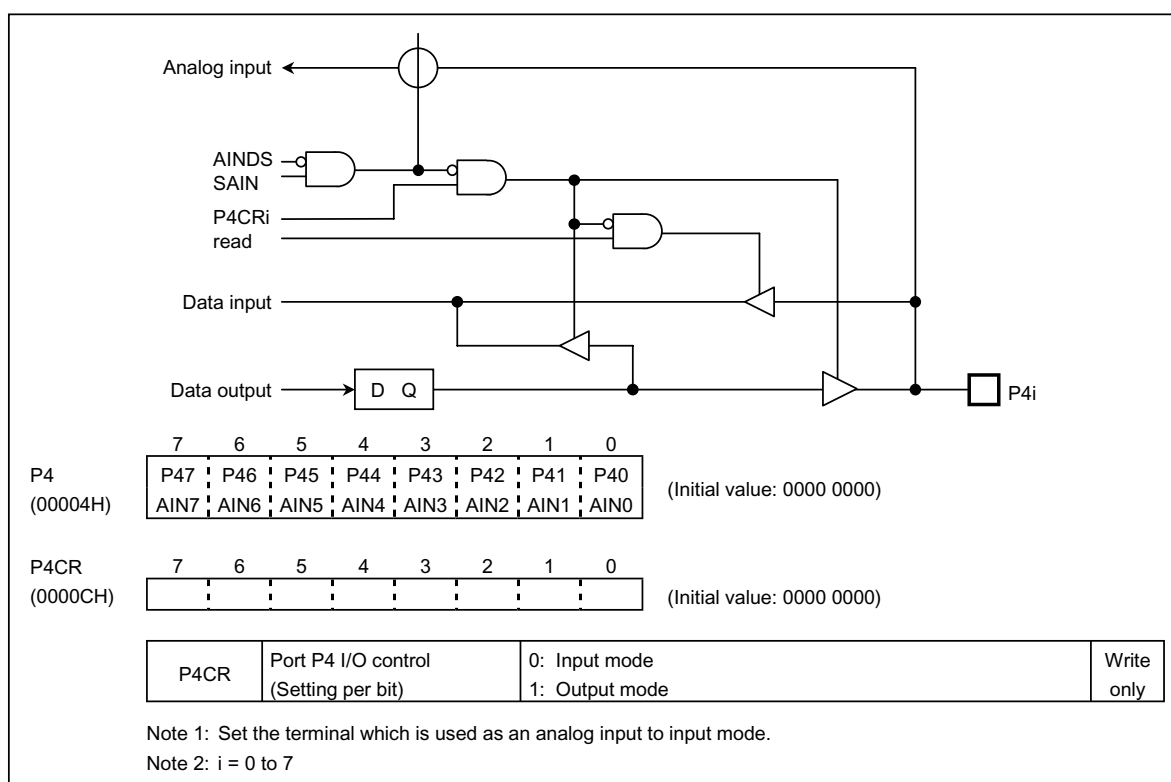 Analog input
AINDS
SAIN
P4CRi
read
Data input
Data output
D Q
P4i
7 6 5 4 3 2 1 0
P4
(00004H)
P47 P46 P45 P44 P43 P42 P41 P40
AIN7 AIN6 AIN5 AIN4 AIN3 AIN2 AIN1 AIN0
(Initial value: 0000 0000)
P4CR
(0000CH)
7 6 5 4 3 2 1 0
(Initial value: 0000 0000)
P4CR
Port P4 I/O control
(Setting per bit)
0: Input mode
1: Output mode
Write
only
Note 1: Set the terminal which is used as an analog input to input mode.
Note 2: i = 0 to 7